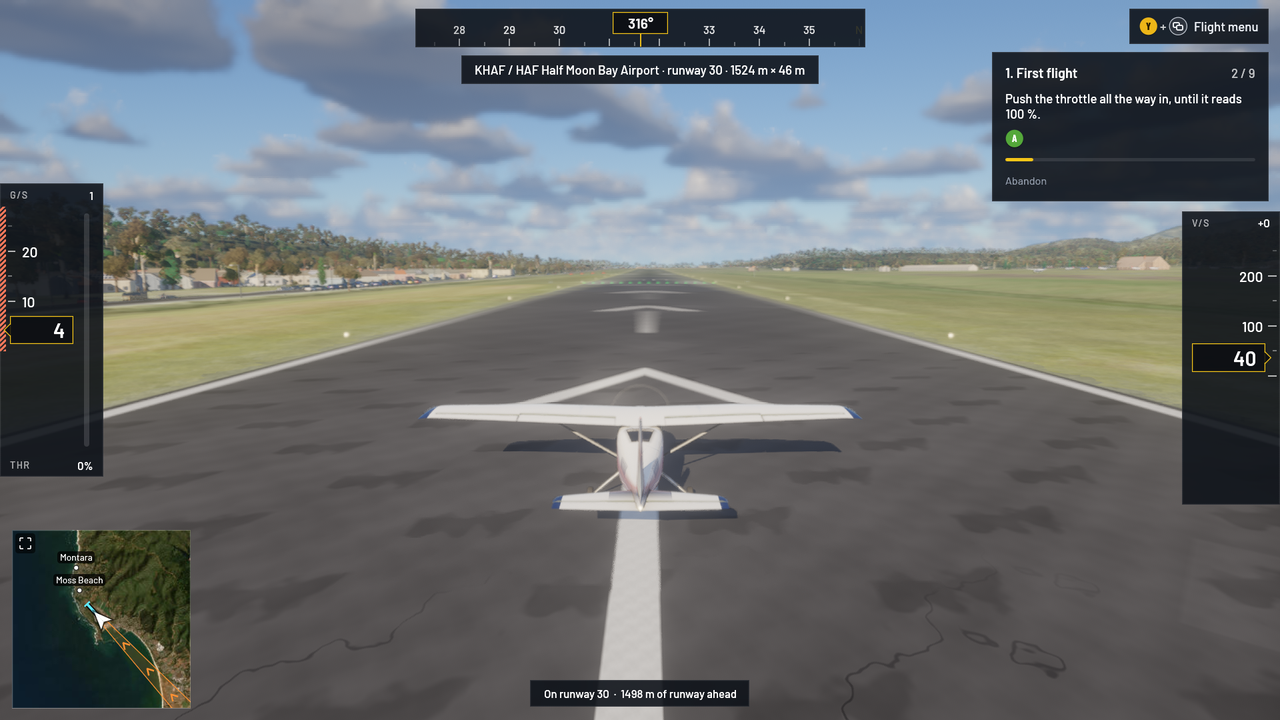 28 29 30 316° 33 34 35 N
KHAF / HAF Half Moon Bay Airport · runway 30 · 1524 m × 46 m
Y + Flight menu
1. First flight 2 / 9
Push the throttle all the way in, until it reads
100 %.
A
Abandon
G/S 1
20
10
4
THR 0%
V/S +0
200
100
40
Montara
Moss Beach
On runway 30 · 1498 m of runway ahead